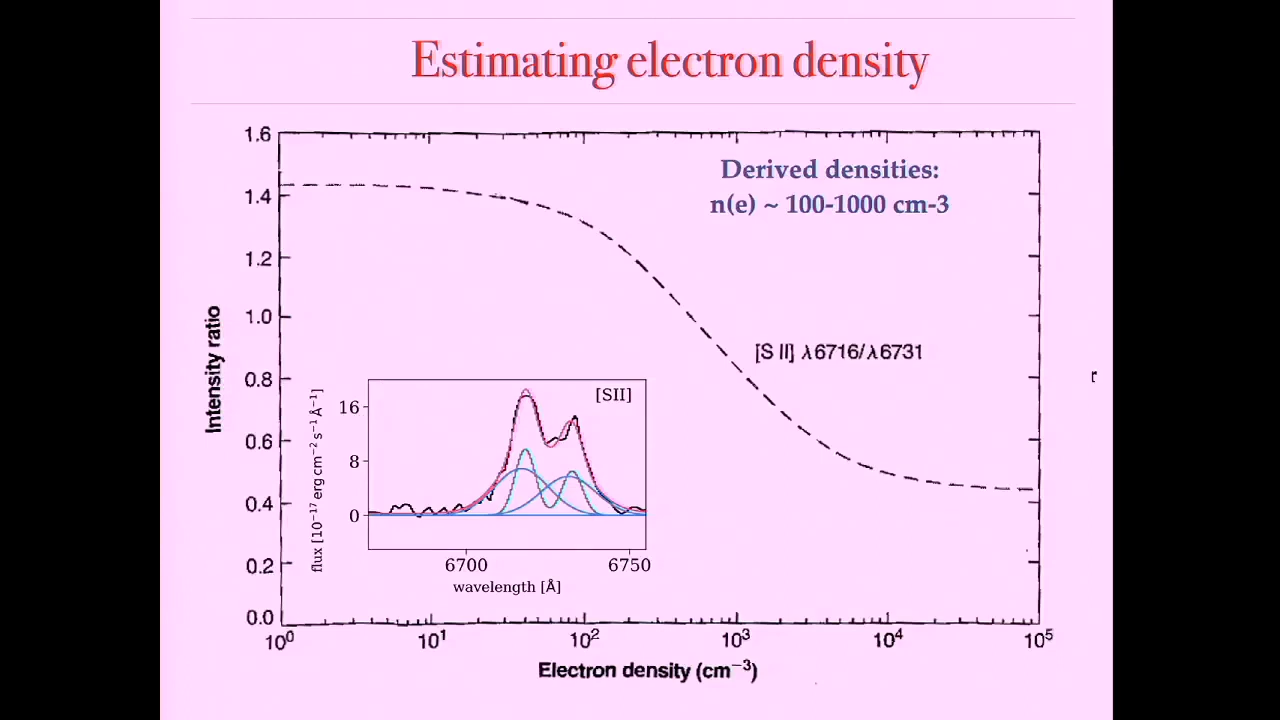 Estimating electron density
1.6
1.4
1.2
1.0
0.8
0.6
0.4
0.2
0.0
Intensity ratio
Derived densities:
n(e) ~ 100-1000 cm-3
[S II] λ6716/λ6731
r
[SII]
16
8
0
flux [10⁻¹⁷ erg cm⁻² s⁻¹ Å⁻¹]
6700
6750
wavelength [Å]
10⁰
10¹
10²
10³
10⁴
10⁵
Electron density (cm⁻³)